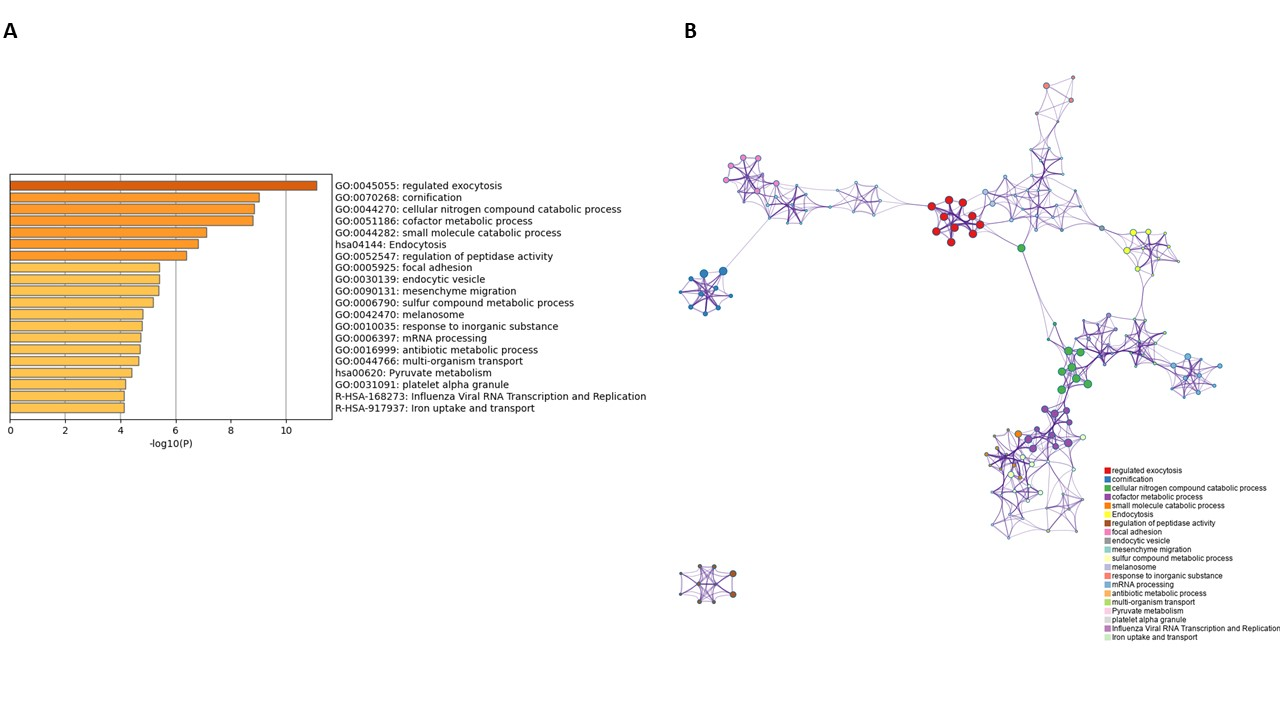 A
B
GO:0045055: regulated exocytosis
GO:0070268: cornification
GO:0044270: cellular nitrogen compound catabolic process
GO:0051186: cofactor metabolic process
GO:0044282: small molecule catabolic process
hsa04144: Endocytosis
GO:0052547: regulation of peptidase activity
GO:0005925: focal adhesion
GO:0030139: endocytic vesicle
GO:0090131: mesenchyme migration
GO:0006790: sulfur compound metabolic process
GO:0042470: melanosome
GO:0010035: response to inorganic substance
GO:0006397: mRNA processing
GO:0016999: antibiotic metabolic process
GO:0044766: multi-organism transport
hsa00620: Pyruvate metabolism
GO:0031091: platelet alpha granule
R-HSA-168273: Influenza Viral RNA Transcription and Replication
R-HSA-917937: Iron uptake and transport
0 2 4 6 8 10
-log10(P)
regulated exocytosis
cornification
cellular nitrogen compound catabolic process
cofactor metabolic process
small molecule catabolic process
Endocytosis
regulation of peptidase activity
focal adhesion
endocytic vesicle
mesenchyme migration
sulfur compound metabolic process
melanosome
response to inorganic substance
mRNA processing
antibiotic metabolic process
multi-organism transport
Pyruvate metabolism
platelet alpha granule
Influenza Viral RNA Transcription and Replication
Iron uptake and transport